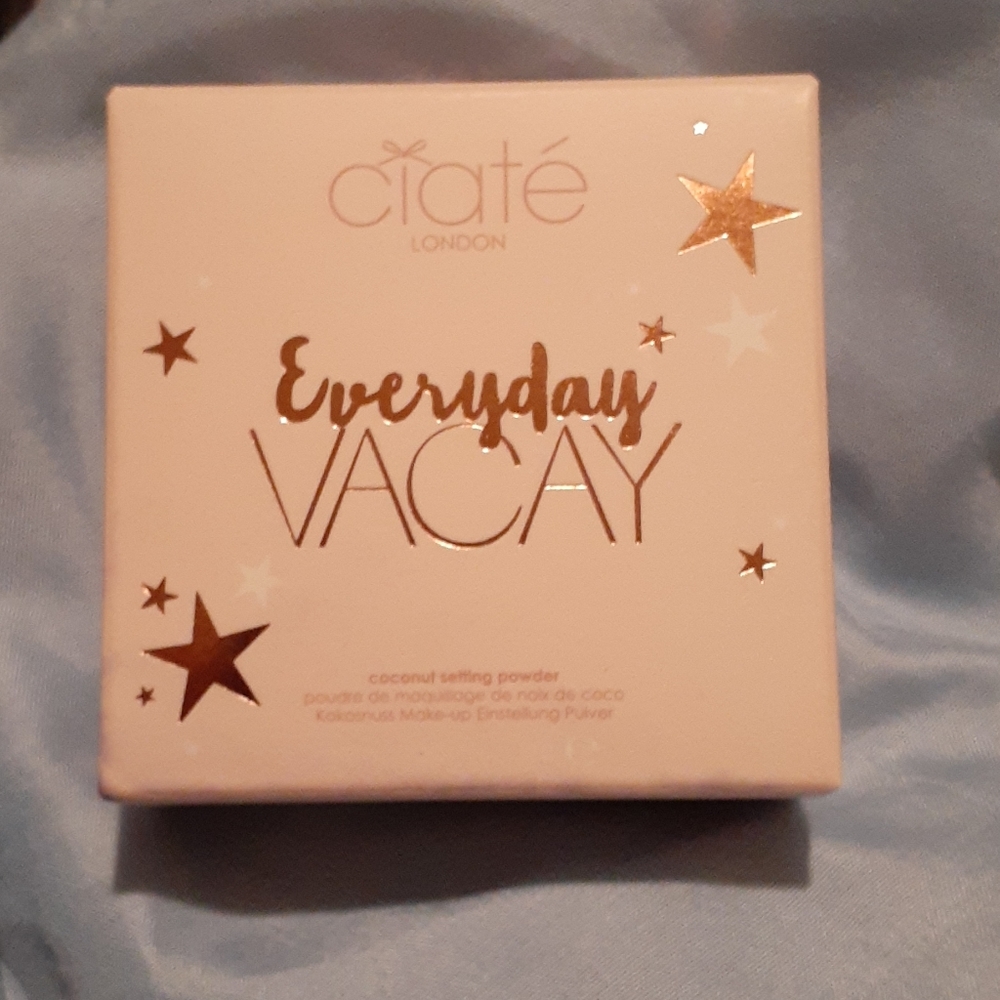 ciaté
LONDON
Everyday
VACAY
coconut setting powder
poudre de maquillage de noix de coco
Kokosnuss Make-up Einstellung Pulver